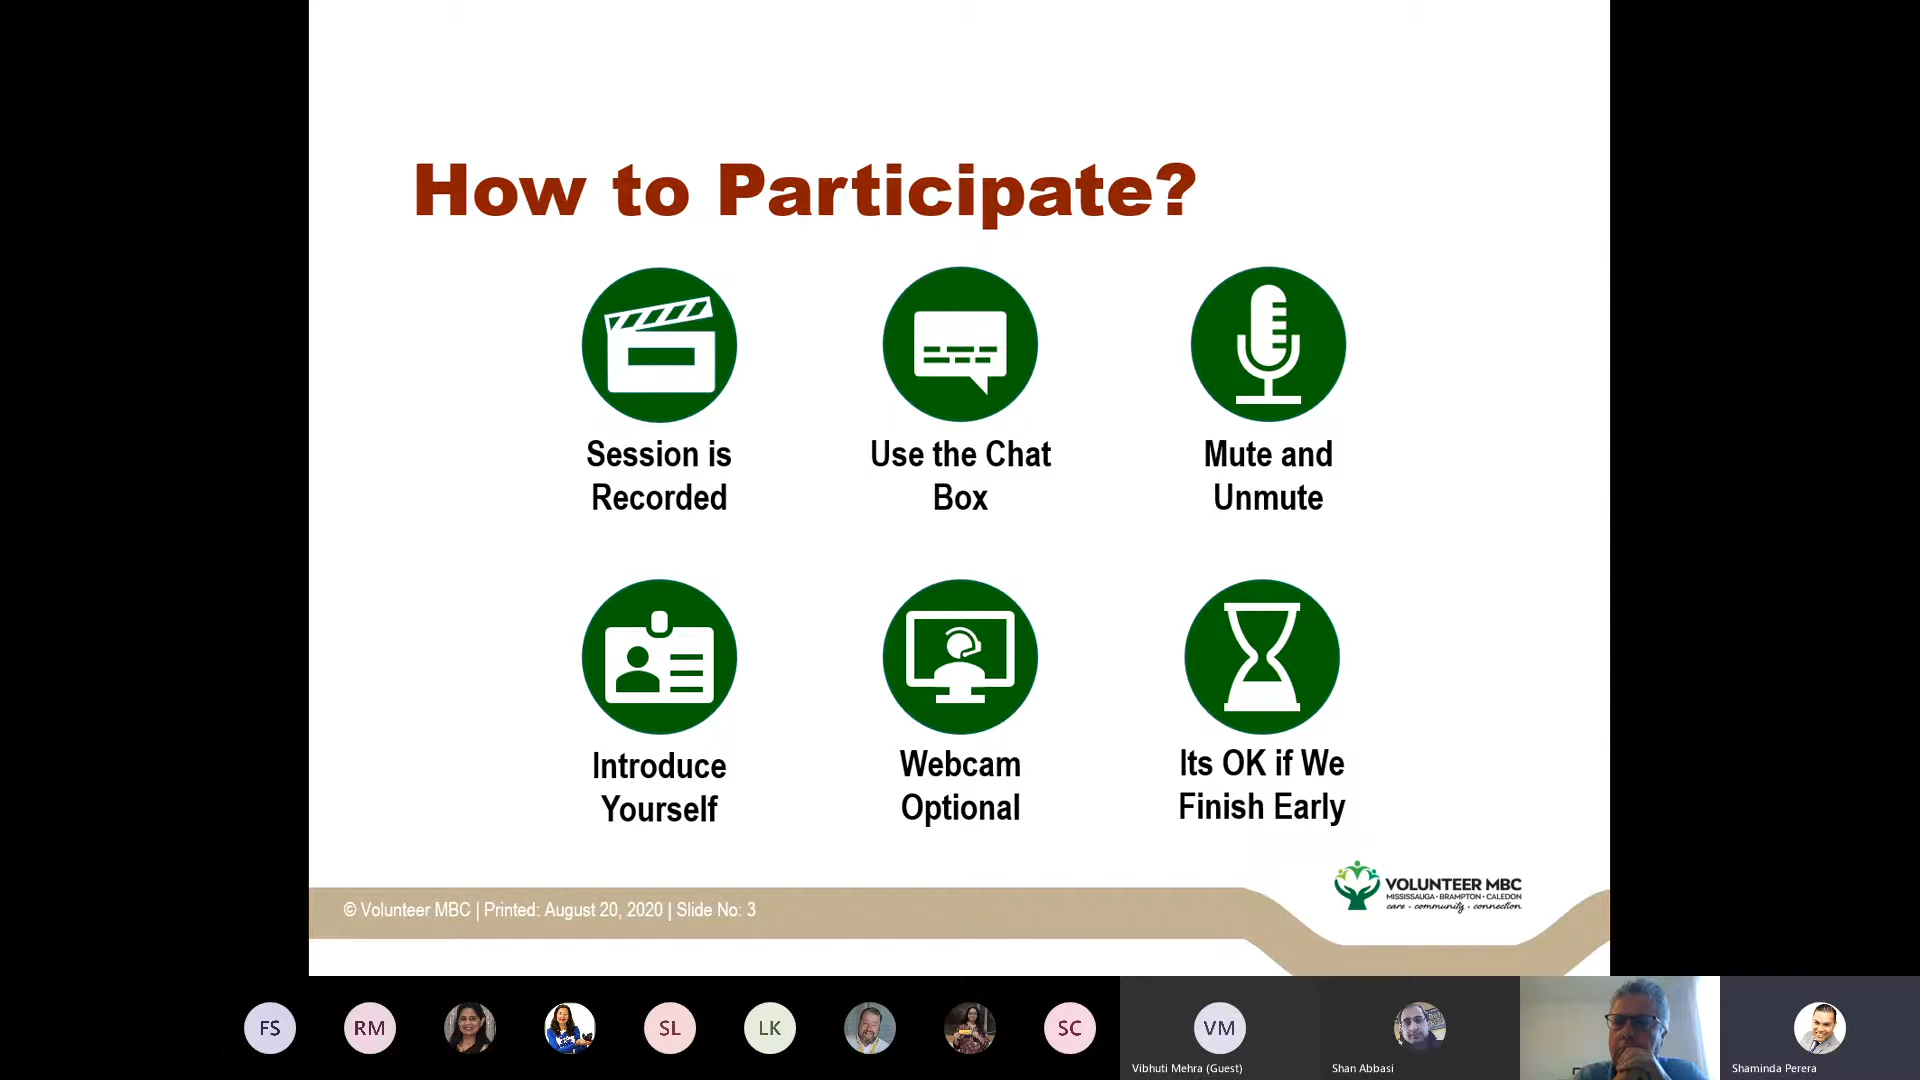 How to Participate?
Session is
Recorded
Use the Chat
Box
Mute and
Unmute
Introduce
Yourself
Webcam
Optional
Its OK if We
Finish Early
VOLUNTEER MBC
MISSISSAUGA • BRAMPTON • CALEDON
care • community • connection
© Volunteer MBC | Printed: August 20, 2020 | Slide No: 3
FS
RM
SL
LK
SC
VM
Vibhuti Mehra (Guest)
Shan Abbasi
Shaminda Perera